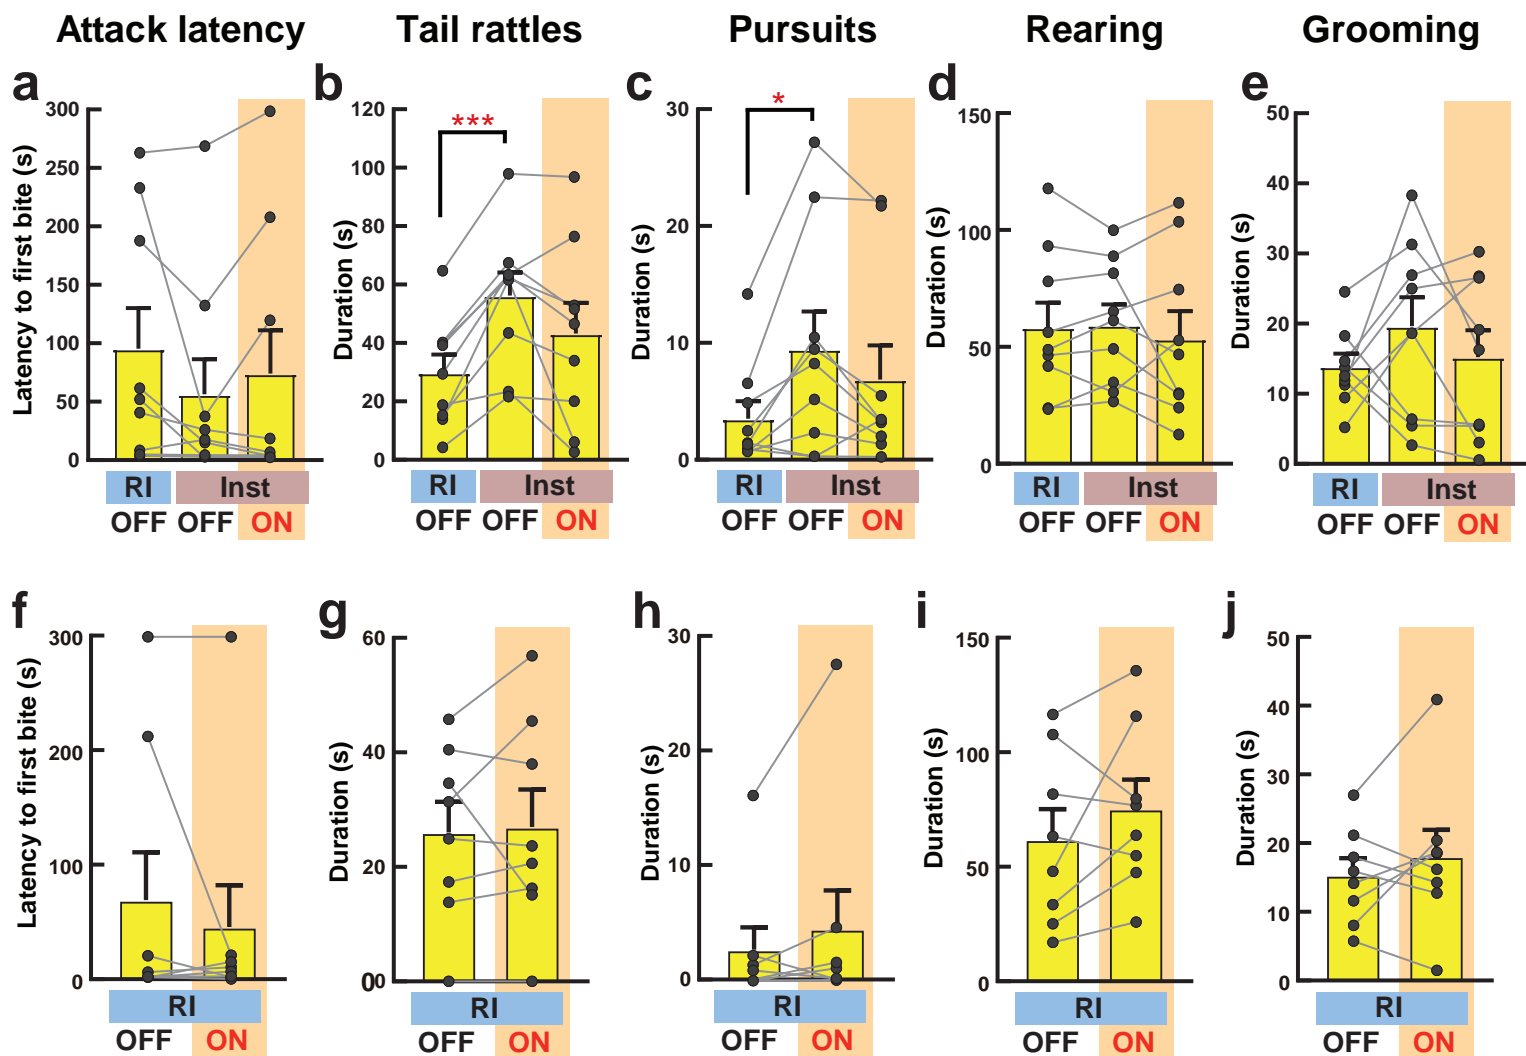 Attack latency Tail rattles Pursuits Rearing Grooming
a b c d e
Latency to first bite (s)
300
250
200
150
100
50
0
RI Inst
OFF OFF ON
Duration (s)
120
100
80
60
40
20
0
***
RI Inst
OFF OFF ON
Duration (s)
30
20
10
0
*
RI Inst
OFF OFF ON
Duration (s)
150
100
50
0
RI Inst
OFF OFF ON
Duration (s)
50
40
30
20
10
0
RI Inst
OFF OFF ON
f g h i j
Latency to first bite (s)
300
200
100
0
RI
OFF ON
Duration (s)
60
40
20
00
RI
OFF ON
Duration (s)
30
20
10
0
RI
OFF ON
Duration (s)
150
100
50
0
RI
OFF ON
Duration (s)
50
40
30
20
10
0
RI
OFF ON